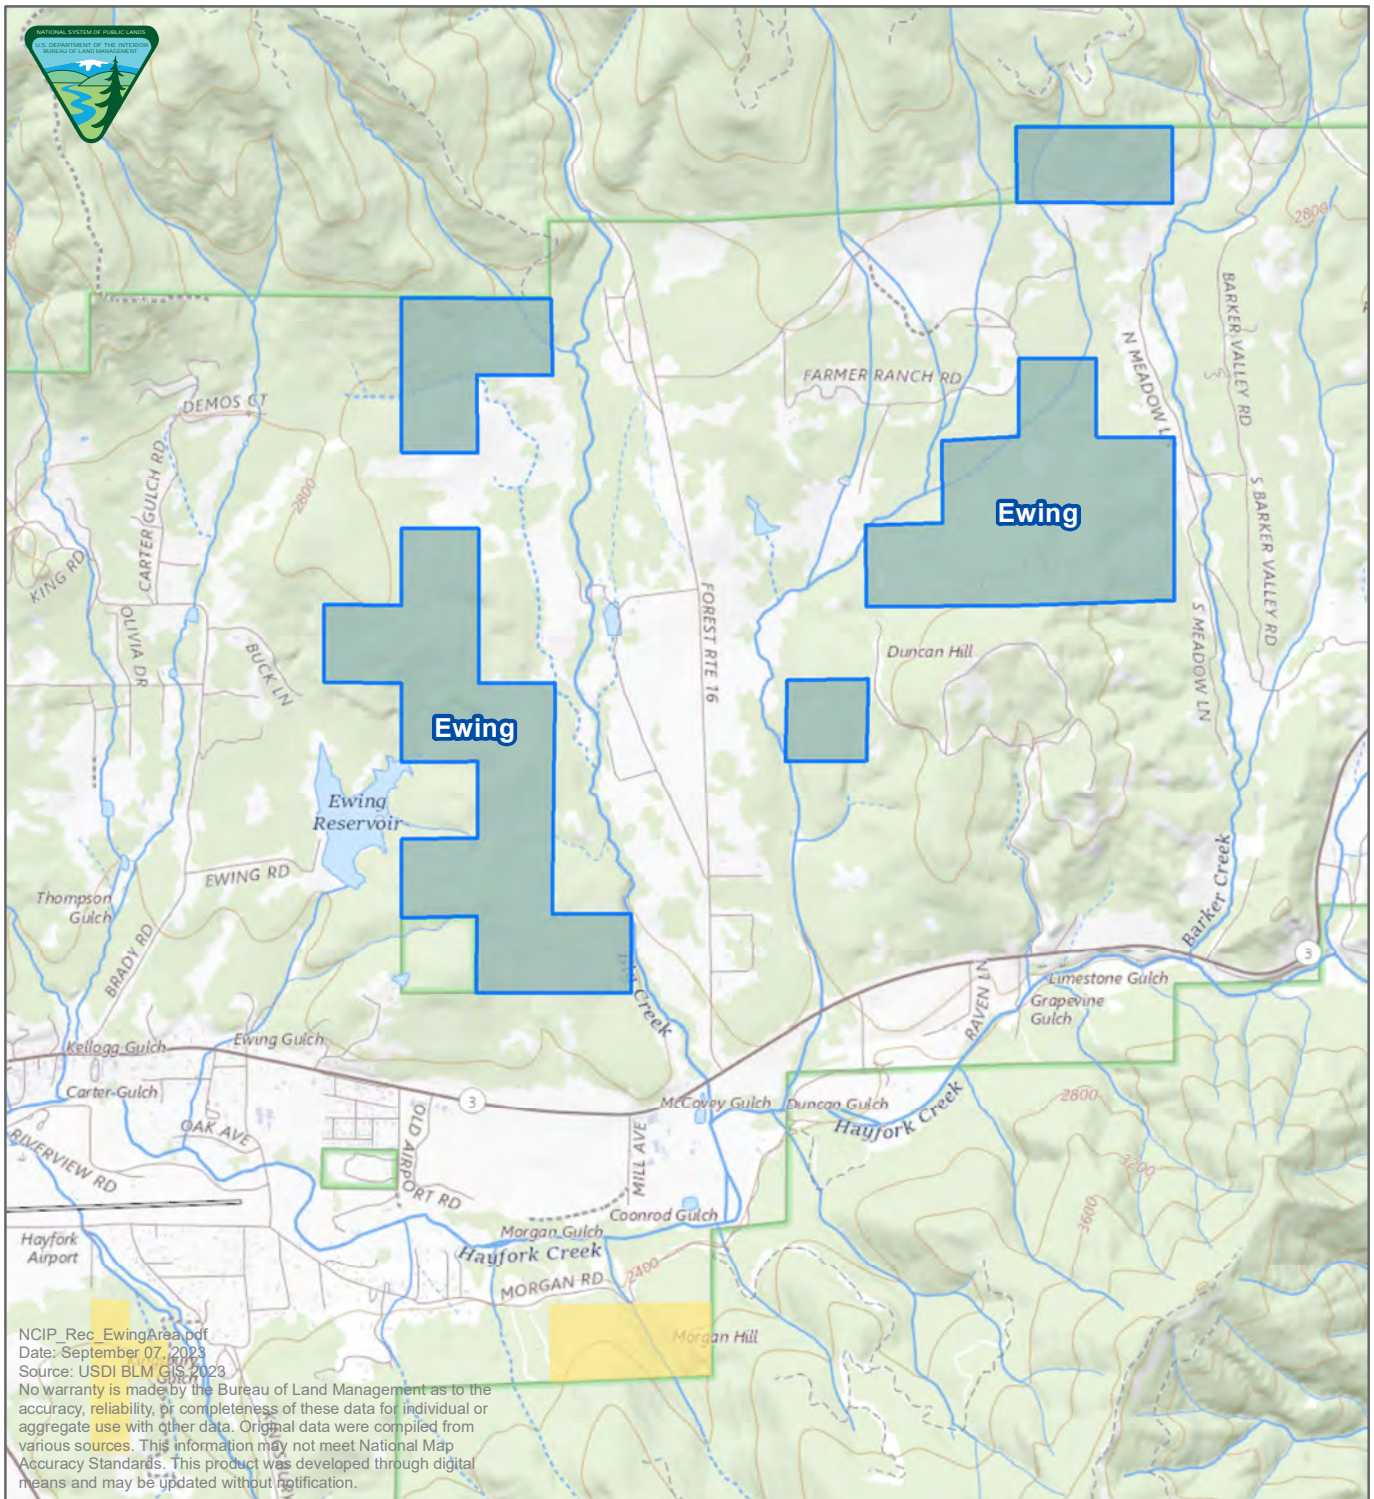 NATIONAL SYSTEM OF PUBLIC LANDS
U.S. DEPARTMENT OF THE INTERIOR
BUREAU OF LAND MANAGEMENT
2800
BARKER VALLEY RD
N MEADOW L
FARMER RANCH RD
DEMOS CT
CARTER GULCH RD
2800
KING RD
S BARKER VALLEY RD
Ewing
OLIVIA DR
BUCK LN
FOREST RTE 16
Duncan Hill
S MEADOW LN
Ewing
Ewing
Reservoir
EWING RD
Thompson
Gulch
BRADY RD
Barker Creek
3
Limestone Gulch
Grapevine
Gulch
RAVEN LN
Creek
Ewing Gulch
Kellogg Gulch
Carter Gulch
3
McCovey Gulch
Duncan Gulch
Hayfork Creek
2800
OAK AVE
OLD AIRPORT RD
MILL AVE
RIVERVIEW RD
3200
3600
Coonrod Gulch
Morgan Gulch
Hayfork Creek
Hayfork
Airport
MORGAN RD
2400
Morgan Hill
NCIP_Rec_EwingArea.pdf
Date: September 07, 2023
Source: USDI BLM GIS 2023
No warranty is made by the Bureau of Land Management as to the
accuracy, reliability, or completeness of these data for individual or
aggregate use with other data. Original data were compiled from
various sources. This information may not meet National Map
Accuracy Standards. This product was developed through digital
means and may be updated without notification.